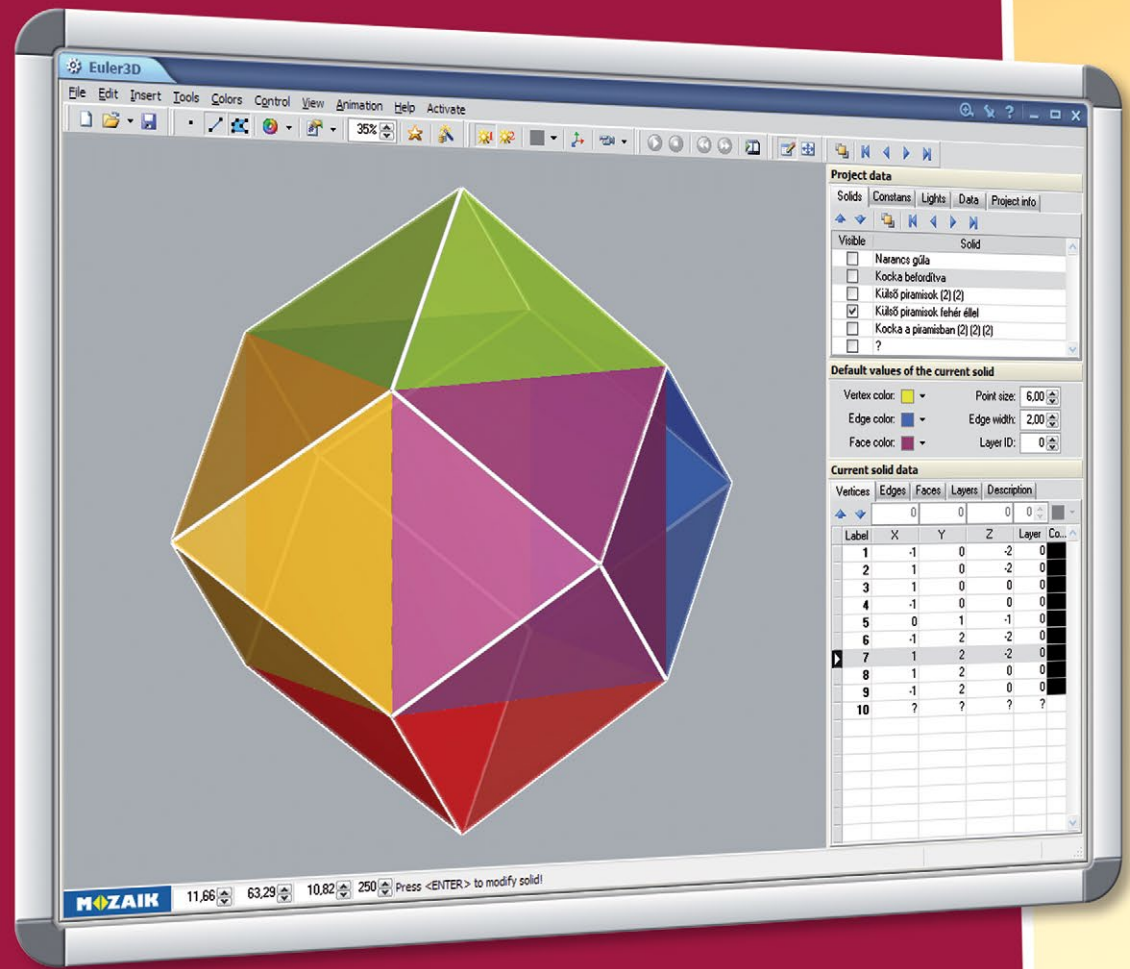 Euler3D
File Edit Insert Tools Colors Control View Animation Help Activate
35%
Project data
Solids Constans Lights Data Project info
Visible Solid
Narancs gúla
Kocka befordítva
Külső piramisok (2) (2)
Külső piramisok fehér éllel
Kocka a piramisban (2) (2) (2)
?
Default values of the current solid
Vertex color: Point size: 6,00
Edge color: Edge width: 2,00
Face color: Layer ID: 0
Current solid data
Vertices Edges Faces Layers Description
0 0 0 0
Label X Y Z Layer Co...
1 -1 0 -2 0
2 1 0 -2 0
3 1 0 0 0
4 -1 0 0 0
5 0 1 -1 0
6 -1 2 -2 0
7 1 2 -2 0
8 1 2 0 0
9 -1 2 0 0
10 ? ? ? ?
MOZAIK 11,66 63,29 10,82 250 Press <ENTER> to modify solid!